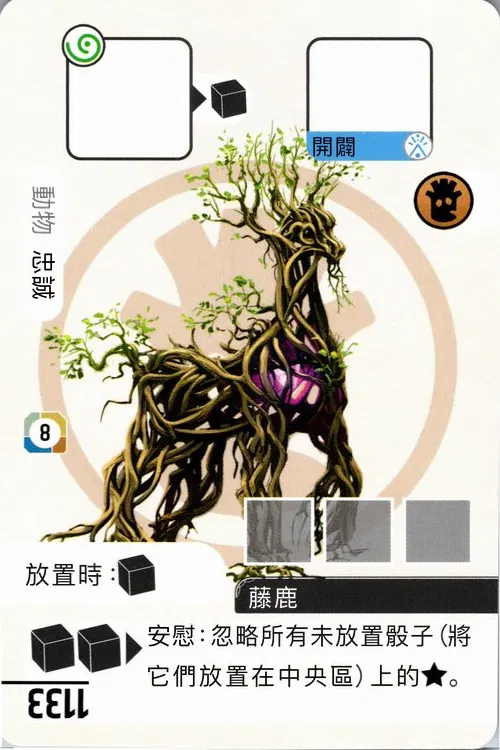 開闢
動物 忠誠
8
放置時：
藤鹿
安慰：忽略所有未放置骰子（將
它們放置在中央區）上的★。
1133